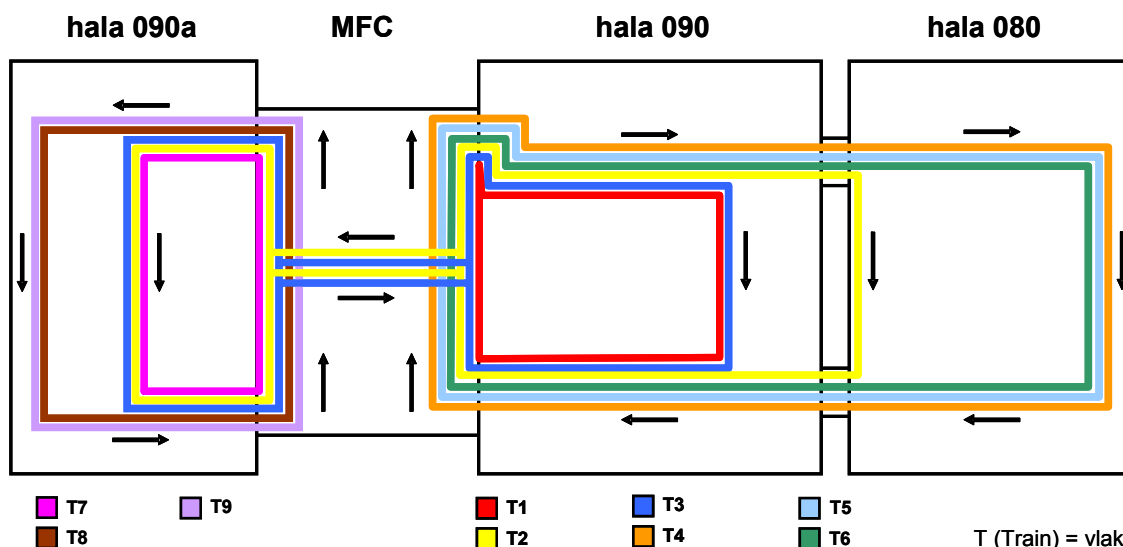 hala 090a MFC hala 090 hala 080
T7 T9 T1 T3 T5
T8 T2 T4 T6 T (Train) = vlak